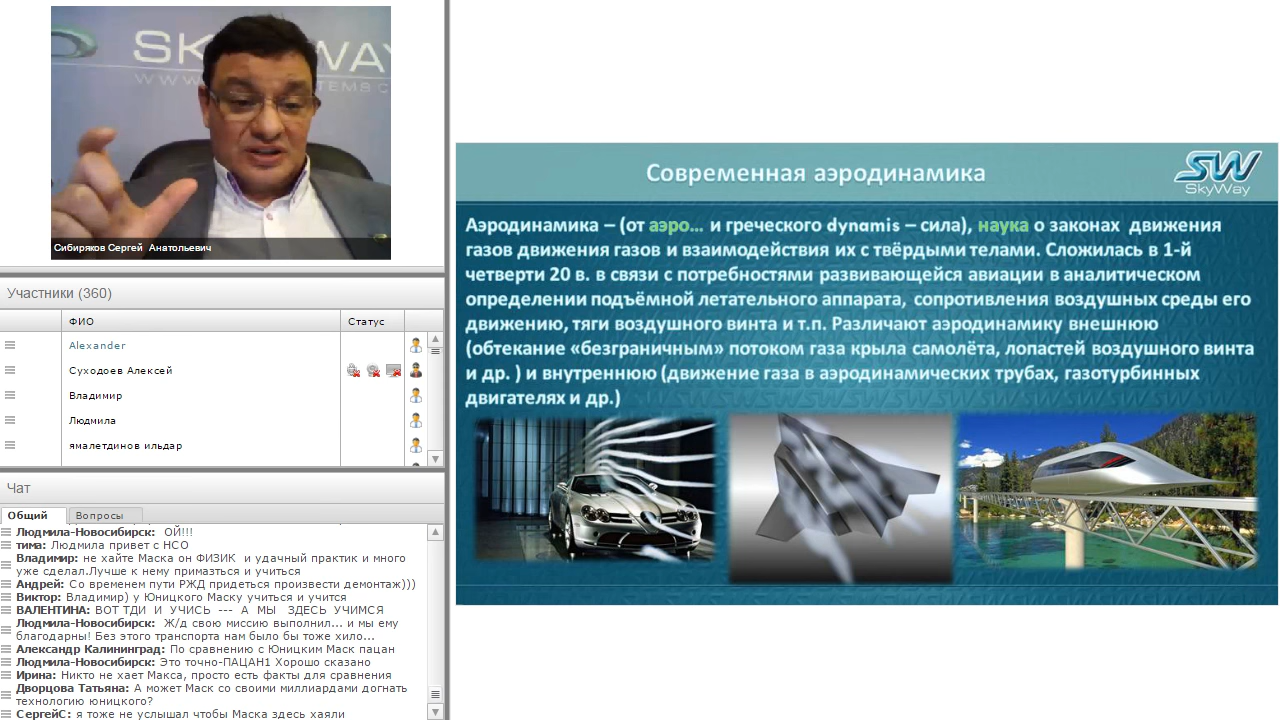 SKYWAY
Сибиряков Сергей Анатольевич
Участники (360)
ФИО
Статус
Alexander
Суходоев Алексей
Владимир
Людмила
ямалетдинов ильдар
Чат
Общий
Вопросы
Людмила-Новосибирск: ОЙ!!!
тима: Людмила привет с НСО
Владимир: не хайте Маска он ФИЗИК и удачный практик и много
уже сделал.Лучше к нему примазться и учиться
Андрей: Со временем пути РЖД придеться произвести демонтаж)))
Виктор: Владимир) у Юницкого Маску учиться и учится
ВАЛЕНТИНА: ВОТ ТДИ И УЧИСЬ --- А МЫ ЗДЕСЬ УЧИМСЯ
Людмила-Новосибирск: Ж/д свою миссию выполнил... и мы ему
благодарны! Без этого транспорта нам было бы тоже хило...
Александр Калининград: По сравнению с Юницким Маск пацан
Людмила-Новосибирск: Это точно-ПАЦАН1 Хорошо сказано
Ирина: Никто не хает Макса, просто есть факты для сравнения
Дворцова Татьяна: А может Маск со своими миллиардами догнать
технологию юницкого?
СергейС: я тоже не услышал чтобы Маска здесь хаяли
Современная аэродинамика
SW
SkyWay
Аэродинамика – (от аэро... и греческого dynamis – сила), наука о законах движения
газов движения газов и взаимодействия их с твёрдыми телами. Сложилась в 1-й
четверти 20 в. в связи с потребностями развивающейся авиации в аналитическом
определении подъёмной летательного аппарата, сопротивления воздушных среды его
движению, тяги воздушного винта и т.п. Различают аэродинамику внешнюю
(обтекание «безграничным» потоком газа крыла самолёта, лопастей воздушного винта
и др. ) и внутреннюю (движение газа в аэродинамических трубах, газотурбинных
двигателях и др.)